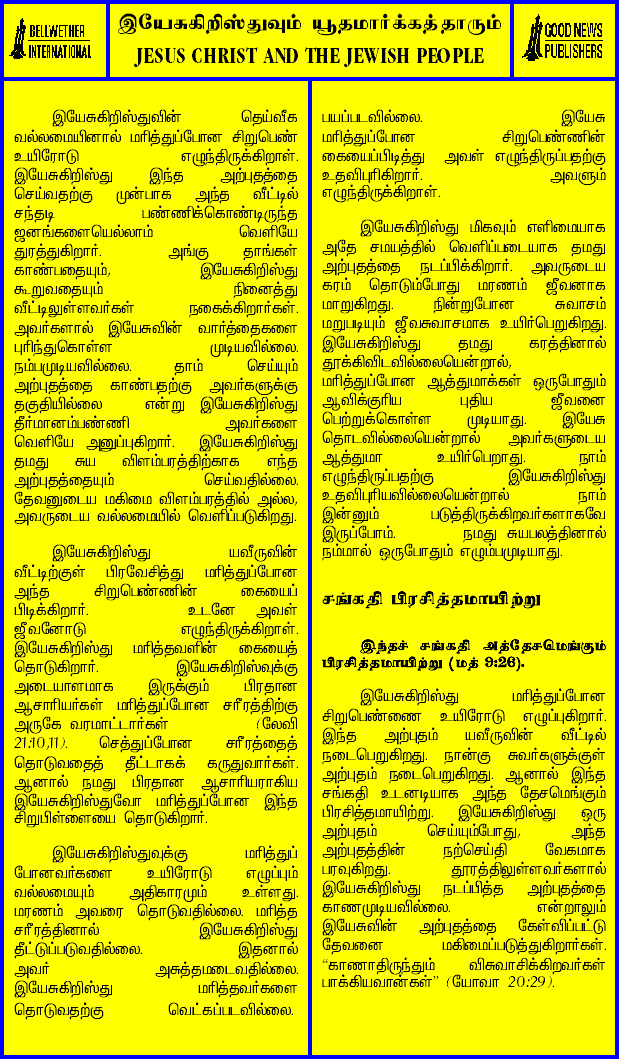 BELLWETHER
INTERNATIONAL
இயேசுகிறிஸ்துவும் யூதமார்க்கத்தாரும்
JESUS CHRIST AND THE JEWISH PEOPLE
GOOD NEWS
PUBLISHERS
இயேசுகிறிஸ்துவின் தெய்வீக
வல்லமையினால் மரித்துப்போன சிறுபெண்
உயிரோடு எழுந்திருக்கிறாள்.
இயேசுகிறிஸ்து இந்த அற்புதத்தை
செய்வதற்கு முன்பாக அந்த வீட்டில்
சந்தடி பண்ணிக்கொண்டிருந்த
ஜனங்களையெல்லாம் வெளியே
துரத்துகிறார். அங்கு தாங்கள்
காண்பதையும், இயேசுகிறிஸ்து
கூறுவதையும் நினைத்து
வீட்டிலுள்ளவர்கள் நகைக்கிறார்கள்.
அவர்களால் இயேசுவின் வார்த்தைகளை
புரிந்துகொள்ள முடியவில்லை.
நம்பமுடியவில்லை. தாம் செய்யும்
அற்புதத்தை காண்பதற்கு அவர்களுக்கு
தகுதியில்லை என்று இயேசுகிறிஸ்து
தீர்மானம்பண்ணி அவர்களை
வெளியே அனுப்புகிறார். இயேசுகிறிஸ்து
தமது சுய விளம்பரத்திற்காக எந்த
அற்புதத்தையும் செய்வதில்லை.
தேவனுடைய மகிமை விளம்பரத்தில் அல்ல,
அவருடைய வல்லமையில் வெளிப்படுகிறது.
இயேசுகிறிஸ்து யவீருவின்
வீட்டிற்குள் பிரவேசித்து மரித்துப்போன
அந்த சிறுபெண்ணின் கையைப்
பிடிக்கிறார். உடனே அவள்
ஜீவனோடு எழுந்திருக்கிறாள்.
இயேசுகிறிஸ்து மரித்தவளின் கையைத்
தொடுகிறார். இயேசுகிறிஸ்வுக்கு
அடையாளமாக இருக்கும் பிரதான
ஆசாரியர்கள் மரித்துப்போன சரீரத்திற்கு
அருகே வரமாட்டார்கள் (லேவி
21:10,11). செத்துப்போன சரீரத்தைத்
தொடுவதைத் தீட்டாகக் கருதுவார்கள்.
ஆனால் நமது பிரதான ஆசாரியராகிய
இயேசுகிறிஸ்துவோ மரித்துப்போன இந்த
சிறுபிள்ளையை தொடுகிறார்.
இயேசுகிறிஸ்துவுக்கு மரித்துப்
போனவர்களை உயிரோடு எழுப்பும்
வல்லமையும் அதிகாரமும் உள்ளது.
மரணம் அவரை தொடுவதில்லை. மரித்த
சரீரத்தினால் இயேசுகிறிஸ்து
தீட்டுப்படுவதில்லை. இதனால்
அவர் அசுத்தமடைவதில்லை.
இயேசுகிறிஸ்து மரித்தவர்களை
தொடுவதற்கு வெட்கப்படவில்லை.
பயப்படவில்லை. இயேசு
மரித்துப்போன சிறுபெண்ணின்
கையைப்பிடித்து அவள் எழுந்திருப்பதற்கு
உதவிபுரிகிறார். அவளும்
எழுந்திருக்கிறாள்.
இயேசுகிறிஸ்து மிகவும் எளிமையாக
அதே சமயத்தில் வெளிப்படையாக தமது
அற்புதத்தை நடப்பிக்கிறார். அவருடைய
கரம் தொடும்போது மரணம் ஜீவனாக
மாறுகிறது. நின்றுபோன சுவாசம்
மறுபடியும் ஜீவசுவாசமாக உயிர்பெறுகிறது.
இயேசுகிறிஸ்து தமது கரத்தினால்
தூக்கிவிடவில்லையென்றால்,
மரித்துப்போன ஆத்துமாக்கள் ஒருபோதும்
ஆவிக்குரிய புதிய ஜீவனை
பெற்றுக்கொள்ள முடியாது. இயேசு
தொடவில்லையென்றால் அவர்களுடைய
ஆத்துமா உயிர்பெறாது. நாம்
எழுந்திருப்பதற்கு இயேசுகிறிஸ்து
உதவிபுரியவில்லையென்றால் நாம்
இன்னும் படுத்திருக்கிறவர்களாகவே
இருப்போம். நமது சுயபலத்தினால்
நம்மால் ஒருபோதும் எழும்பமுடியாது.
சங்கதி பிரசித்தமாயிற்று
இந்தச் சங்கதி அத்தேசமெங்கும்
பிரசித்தமாயிற்று (மத் 9:26).
இயேசுகிறிஸ்து மரித்துப்போன
சிறுபெண்ணை உயிரோடு எழுப்புகிறார்.
இந்த அற்புதம் யவீருவின் வீட்டில்
நடைபெறுகிறது. நான்கு சுவர்களுக்குள்
அற்புதம் நடைபெறுகிறது. ஆனால் இந்த
சங்கதி உடனடியாக அந்த தேசமெங்கும்
பிரசித்தமாயிற்று. இயேசுகிறிஸ்து ஒரு
அற்புதம் செய்யும்போது, அந்த
அற்புதத்தின் நற்செய்தி வேகமாக
பரவுகிறது. தூரத்திலுள்ளவர்களால்
இயேசுகிறிஸ்து நடப்பித்த அற்புதத்தை
காணமுடியவில்லை. என்றாலும்
இயேசுவின் அற்புதத்தை கேள்விப்பட்டு
தேவனை மகிமைப்படுத்துகிறார்கள்.
“காணாதிருந்தும் விசுவாசிக்கிறவர்கள்
பாக்கியவான்கள்” (யோவா 20:29).